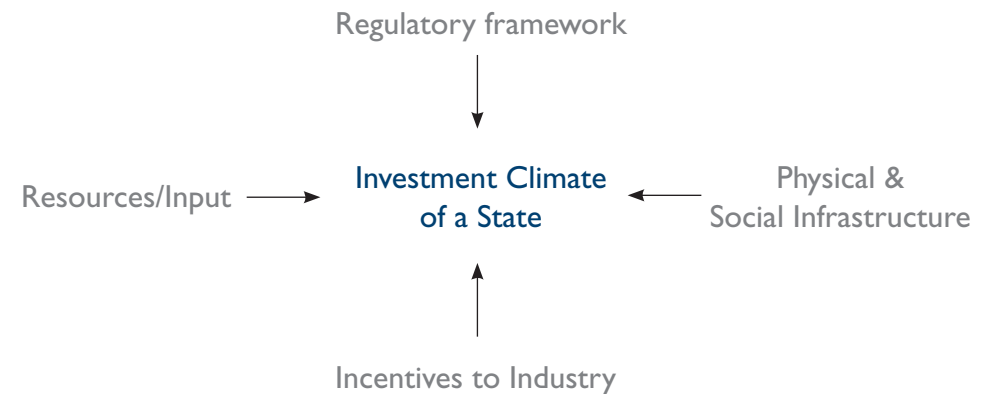 Regulatory framework
Resources/Input
Investment Climate
of a State
Physical &
Social Infrastructure
Incentives to Industry